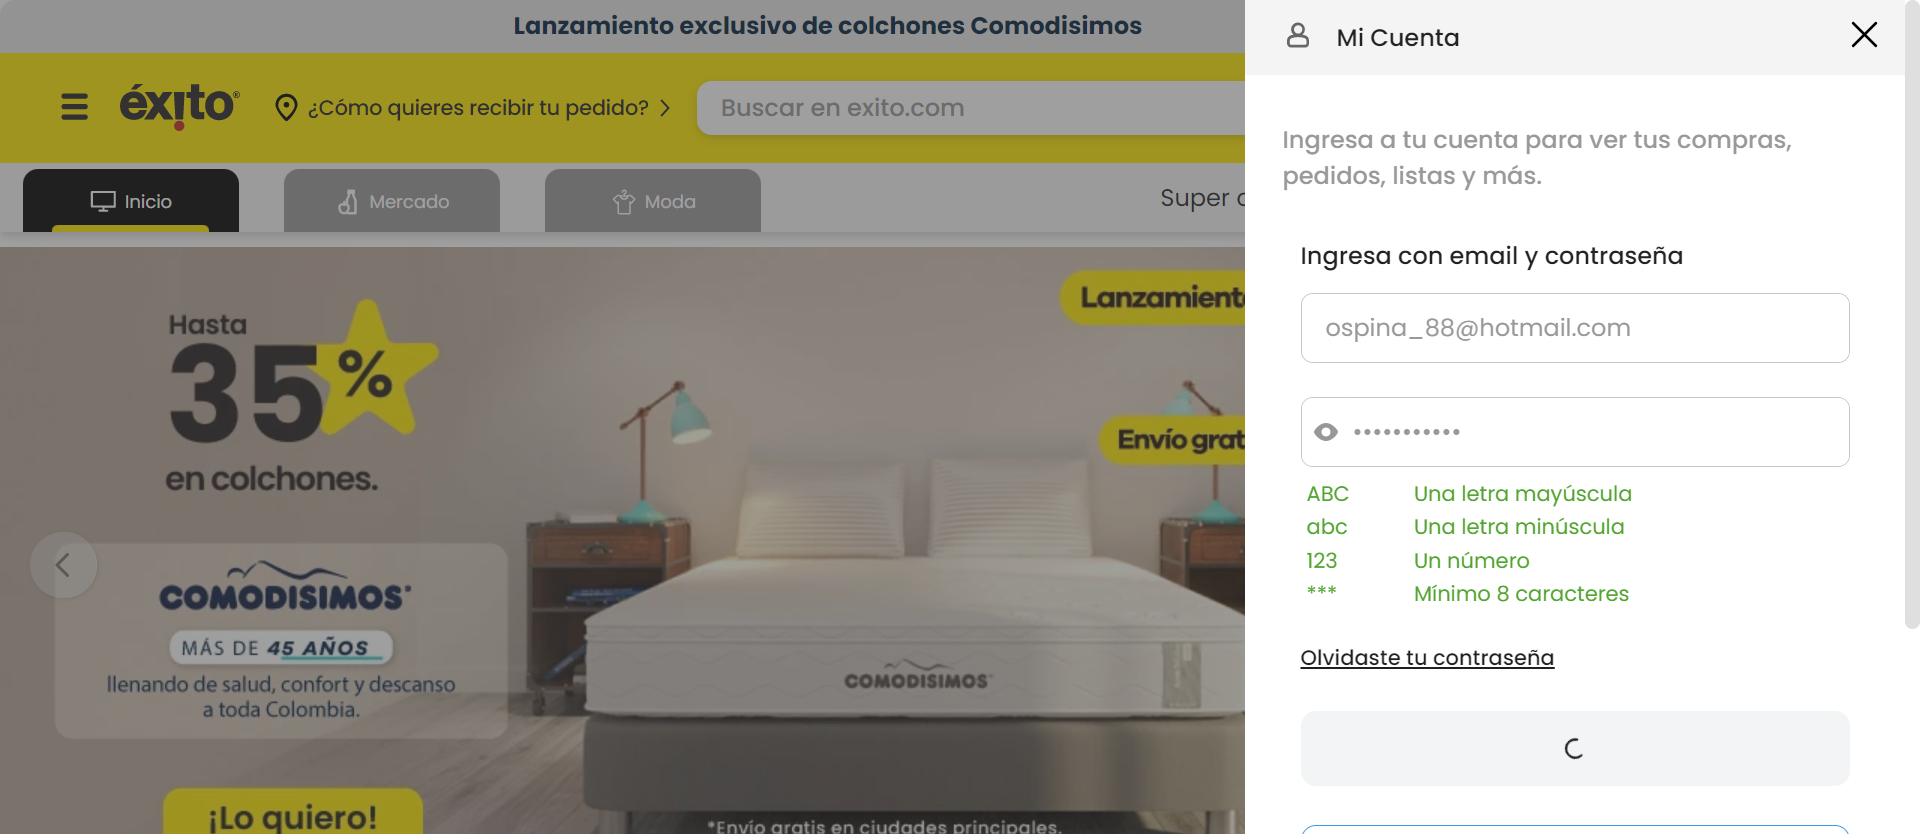 Lanzamiento exclusivo de colchones Comodisimos
éxito®
¿Cómo quieres recibir tu pedido?
Buscar en exito.com
Inicio
Mercado
Moda
Super
Hasta
35%
en colchones.
COMODISIMOS
MÁS DE 45 AÑOS
llenando de salud, confort y descanso
a toda Colombia.
¡Lo quiero!
Lanzamient
Envío grat
COMODISIMOS
*Envío gratis en ciudades principales.
Mi Cuenta
Ingresa a tu cuenta para ver tus compras,
pedidos, listas y más.
Ingresa con email y contraseña
ospina_88@hotmail.com
•••••••••••
ABC Una letra mayúscula
abc Una letra minúscula
123 Un número
*** Mínimo 8 caracteres
Olvidaste tu contraseña